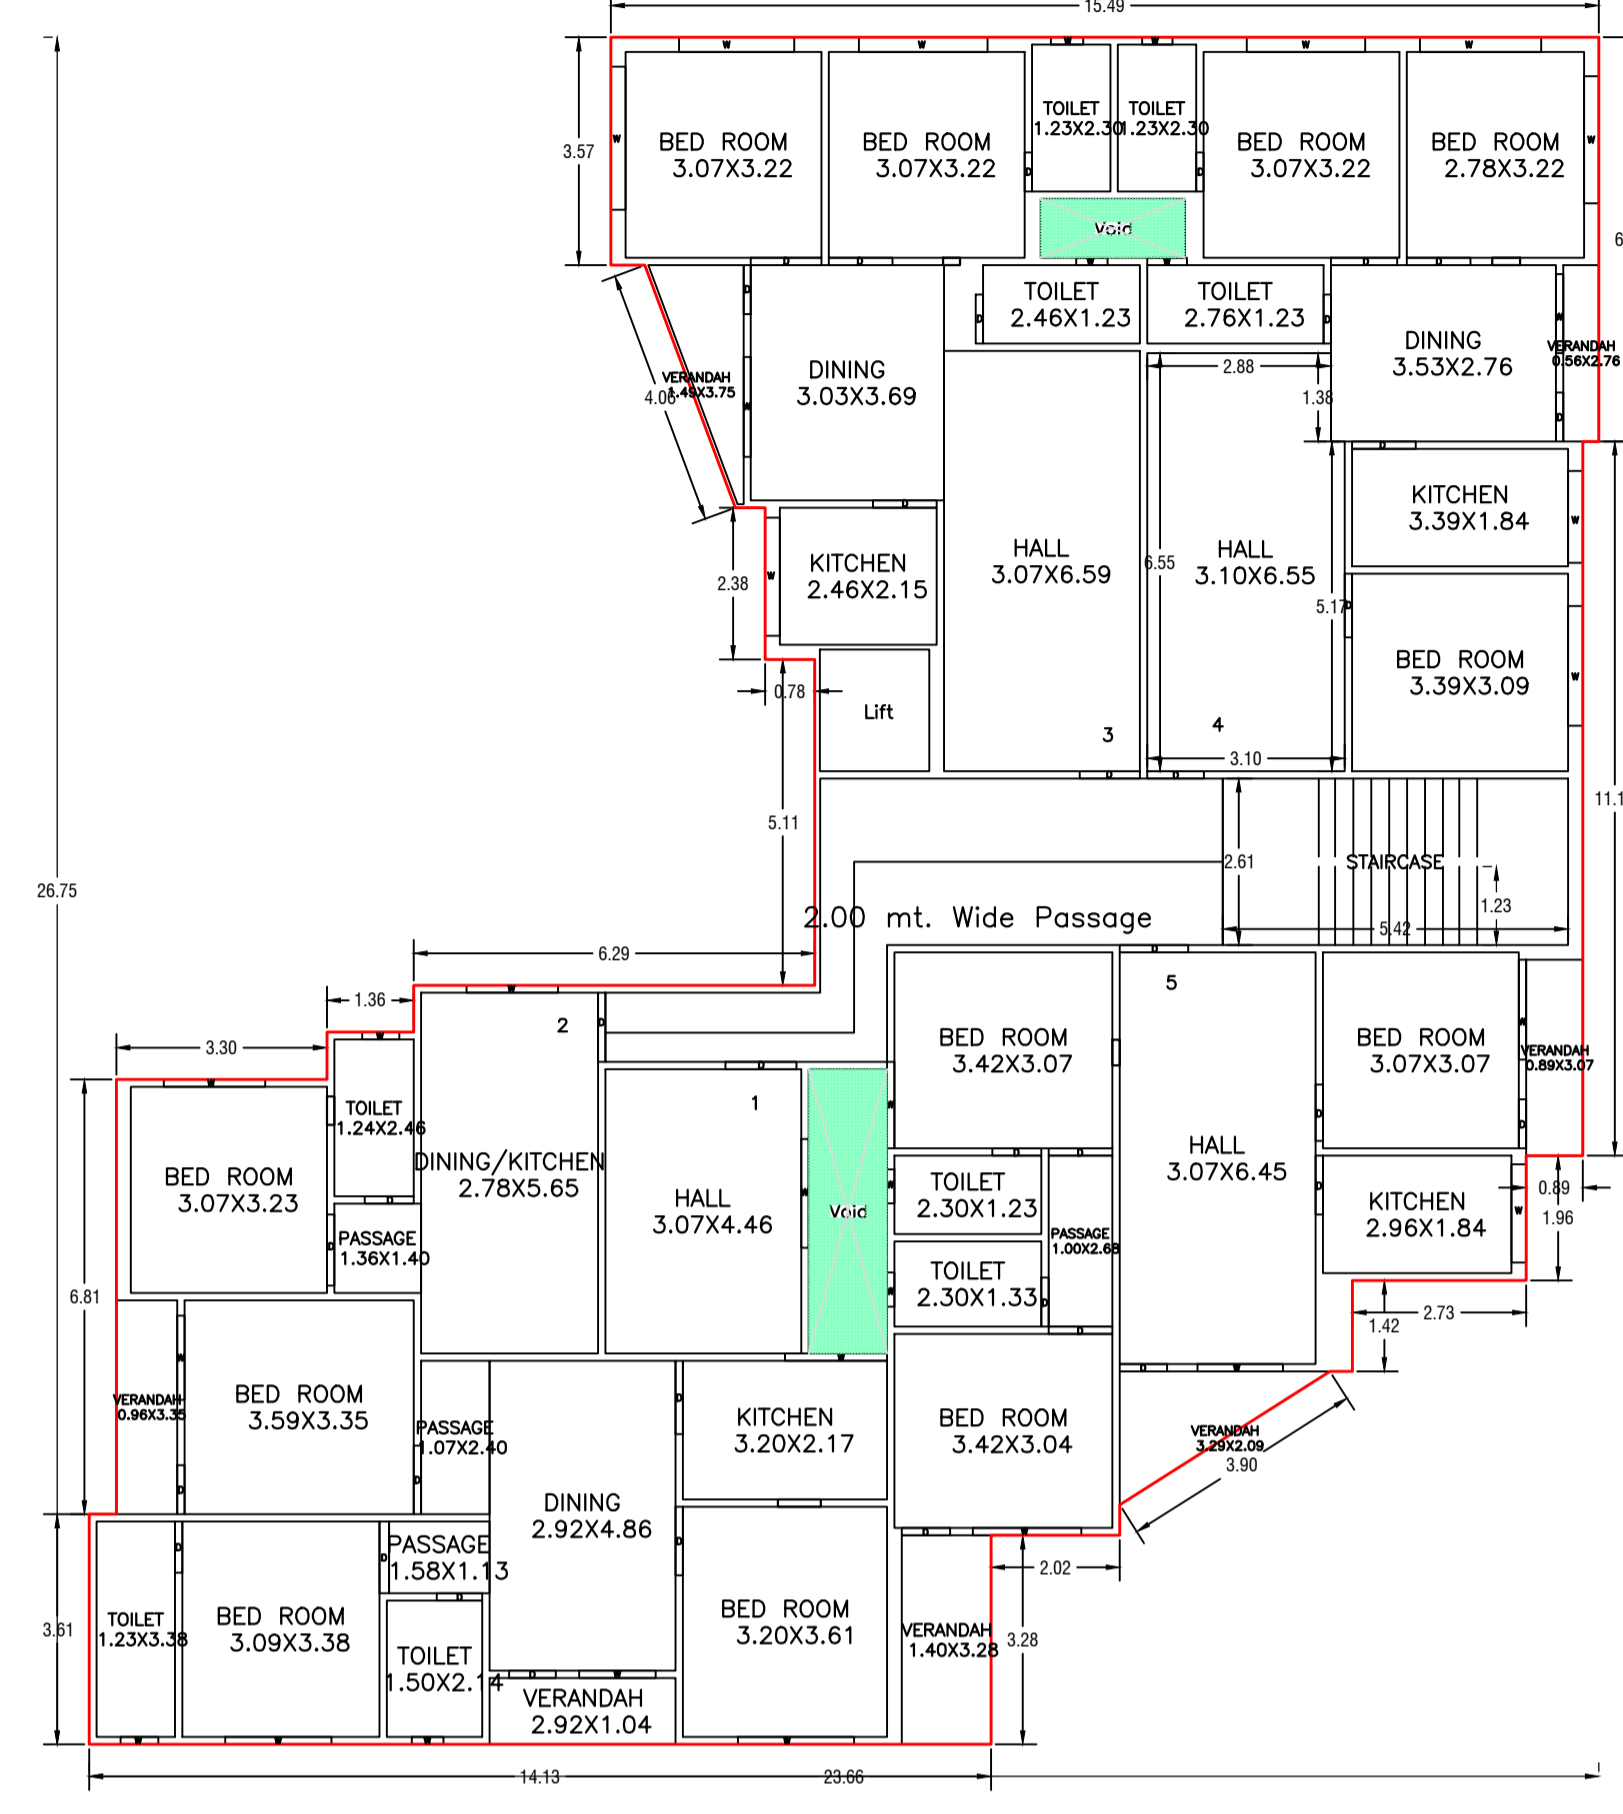 15.49
W
W
W
W
W
W
3.57
W
BED ROOM
3.07X3.22
BED ROOM
3.07X3.22
TOILET
1.23X2.30
TOILET
1.23X2.30
BED ROOM
3.07X3.22
BED ROOM
2.78X3.22
W
D
D
Void
6
D
D
W
W
D
TOILET
2.46X1.23
TOILET
2.76X1.23
D
D
D
D
W
VERANDAH
1.49X3.75
4.06
W
DINING
3.03X3.69
2.88
1.38
DINING
3.53X2.76
VERANDAH
0.56X2.76
D
D
D
KITCHEN
2.46X2.15
W
2.38
HALL
3.07X6.59
6.55
HALL
3.10X6.55
5.17
KITCHEN
3.39X1.84
W
D
BED ROOM
3.39X3.09
W
0.78
Lift
3
4
3.10
D
D
11.1
5.11
2.61
STAIRCASE
1.23
26.75
2.00 mt. Wide Passage
5.42
6.29
D
1.36
W
2
D
5
BED ROOM
3.42X3.07
BED ROOM
3.07X3.07
W
VERANDAH
0.89X3.07
3.30
W
W
D
1
W
D
D
TOILET
1.24X2.46
DINING/KITCHEN
2.78X5.65
HALL
3.07X4.46
W
Void
BED ROOM
3.07X3.23
D
D
D
W
TOILET
2.30X1.23
HALL
3.07X6.45
D
KITCHEN
2.96X1.84
W
0.89
1.96
PASSAGE
1.36X1.40
D
PASSAGE
1.00X2.68
TOILET
2.30X1.33
W
D
6.81
D
1.42
2.73
W
W
D
W
VERANDAH
0.96X3.35
BED ROOM
3.59X3.35
PASSAGE
1.07X2.40
D
KITCHEN
3.20X2.17
BED ROOM
3.42X3.04
VERANDAH
3.29X2.09
3.90
D
D
DINING
2.92X4.86
D
W
D
D
PASSAGE
1.58X1.13
D
D
2.02
3.61
TOILET
1.23X3.38
BED ROOM
3.09X3.38
TOILET
1.50X2.14
BED ROOM
3.20X3.61
VERANDAH
1.40X3.28
3.28
D
W
VERANDAH
2.92X1.04
W
W
W
W
14.13
23.66